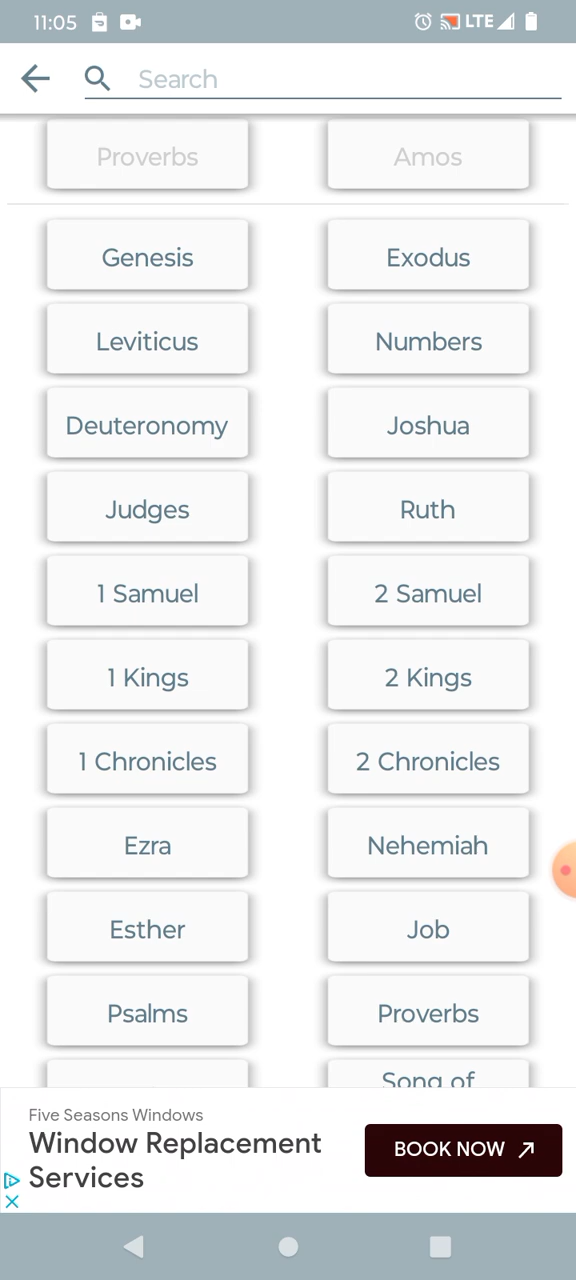 11:05 LTE
Search
Proverbs Amos
Genesis Exodus
Leviticus Numbers
Deuteronomy Joshua
Judges Ruth
1 Samuel 2 Samuel
1 Kings 2 Kings
1 Chronicles 2 Chronicles
Ezra Nehemiah
Esther Job
Psalms Proverbs
Song of
Five Seasons Windows
Window Replacement
Services
BOOK NOW